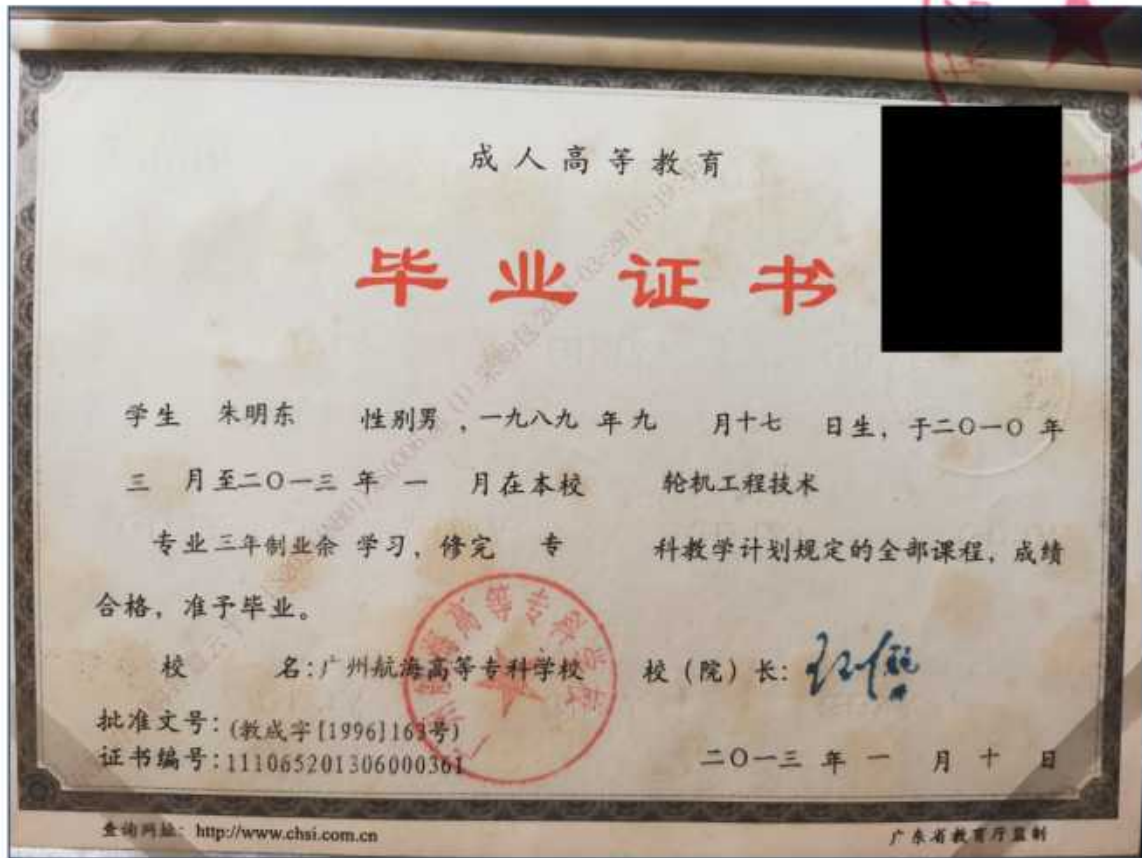 成人高等教育
毕业证书
学生 朱明东 性别男，一九八九 年 九 月十七 日生，于二〇一〇 年
三 月至二〇一三 年 一 月在本校 轮机工程技术
专业 三年制业余 学习，修完 专 科教学计划规定的全部课程，成绩
合格，准予毕业。
校 名：广州航海高等专科学校 校（院）长：
批准文号：(教成字[1996]163号)
证书编号：111065201306000361
二〇一三 年 一 月 十 日
查询网址：http://www.chsi.com.cn 广东省教育厅监制